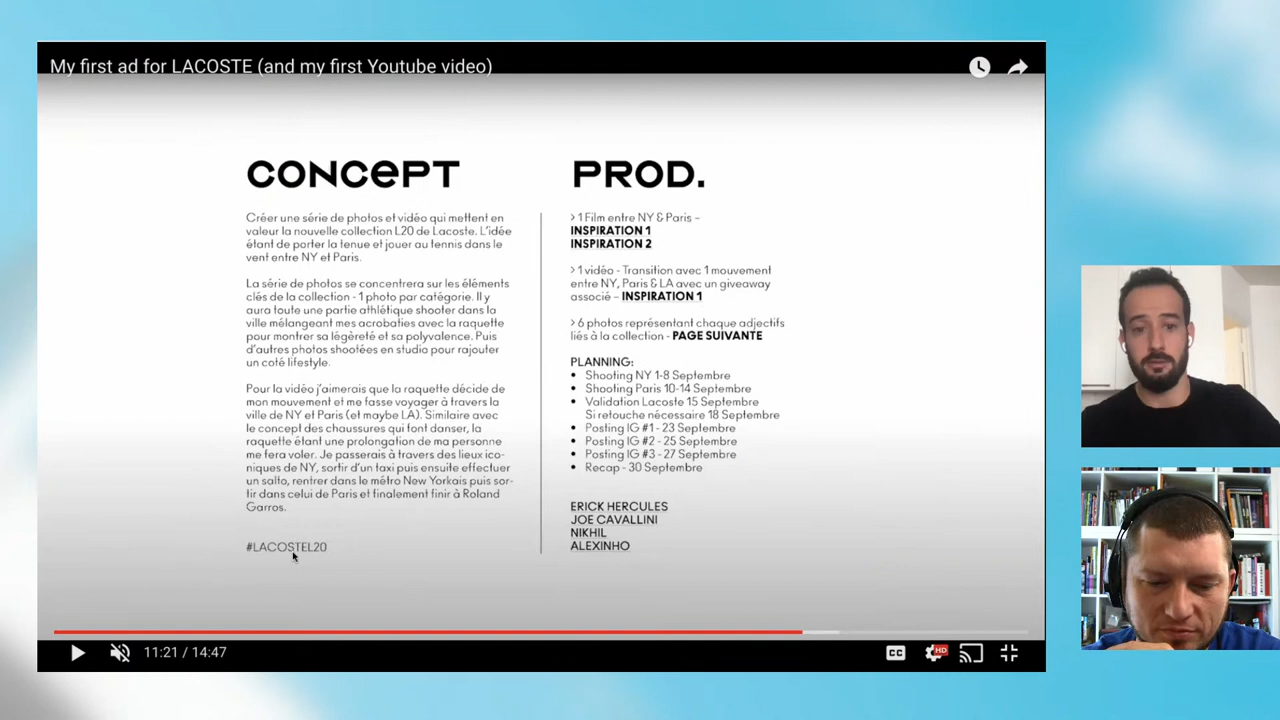 My first ad for LACOSTE (and my first Youtube video)
CONCEPT
Créer une série de photos et vidéo qui mettent en
valeur la nouvelle collection L20 de Lacoste. L'idée
étant de porter la tenue et jouer au tennis dans le
vent entre NY et Paris.
La série de photos se concentrera sur les éléments
clés de la collection - 1 photo par catégorie. Il y
aura toute une partie athlétique shooter dans la
ville mélangeant mes acrobaties avec la raquette
pour montrer sa légèreté et sa polyvalence. Puis
d'autres photos shootées en studio pour rajouter
un coté lifestyle.
Pour la vidéo j'aimerais que la raquette décide de
mon mouvement et me fasse voyager à travers la
ville de NY et Paris (et maybe LA). Similaire avec
le concept des chaussures qui font danser, la
raquette étant une prolongation de ma personne
me fera voler. Je passerais à travers des lieux ico-
niques de NY, sortir d'un taxi puis ensuite effectuer
un salto, rentrer dans le métro New Yorkais puis sor-
tir dans celui de Paris et finalement finir à Roland
Garros.
#LACOSTEL20
PROD.
> 1 Film entre NY & Paris –
INSPIRATION 1
INSPIRATION 2
> 1 vidéo - Transition avec 1 mouvement
entre NY, Paris & LA avec un giveaway
associé – INSPIRATION 1
> 6 photos représentant chaque adjectifs
liés à la collection - PAGE SUIVANTE
PLANNING:
• Shooting NY 1-8 Septembre
• Shooting Paris 10-14 Septembre
• Validation Lacoste 15 Septembre
Si retouche nécessaire 18 Septembre
• Posting IG #1 - 23 Septembre
• Posting IG #2 - 25 Septembre
• Posting IG #3 - 27 Septembre
• Recap - 30 Septembre
ERICK HERCULES
JOE CAVALLINI
NIKHIL
ALEXINHO
11:21 / 14:47
CC
HD